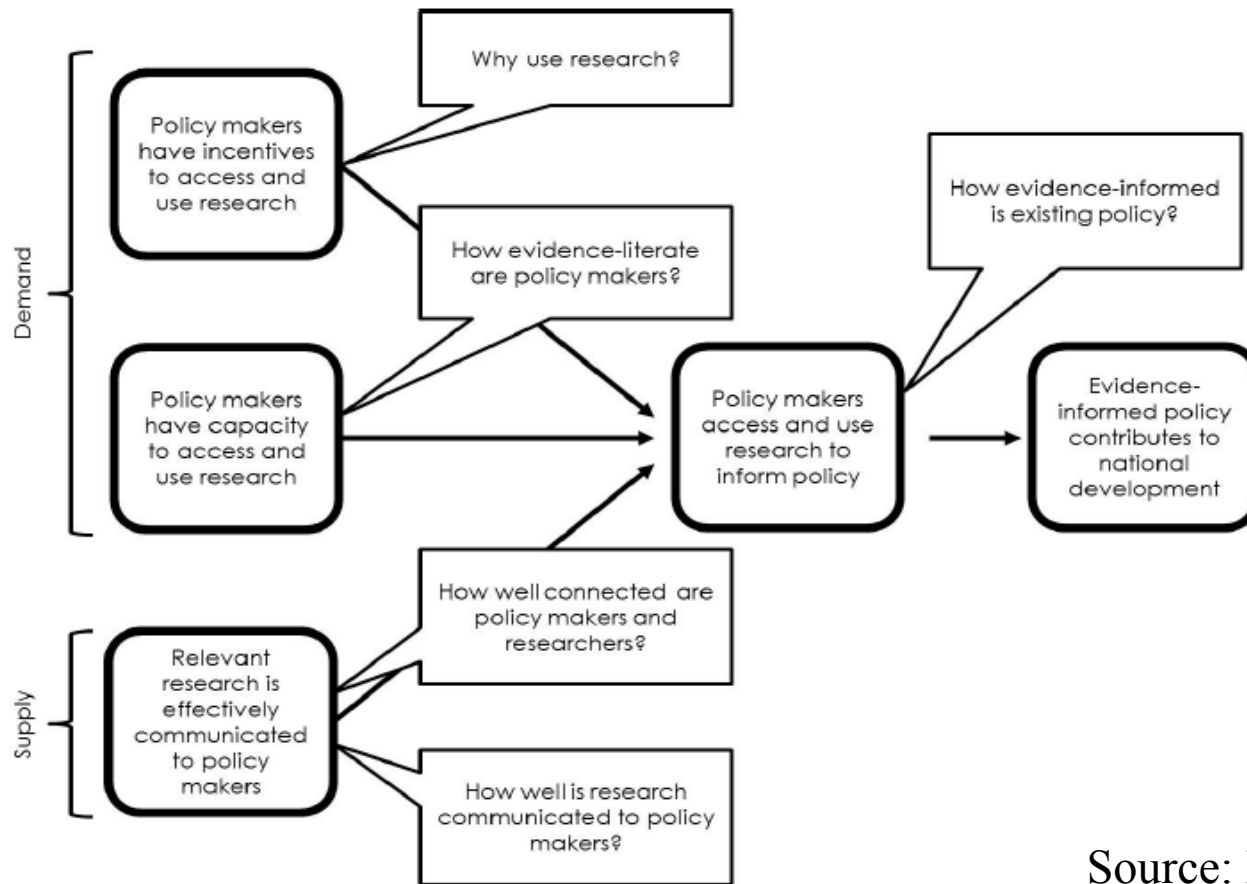 Why use research?
Policy makers
have incentives
to access and
use research
How evidence-informed
is existing policy?
How evidence-literate
are policy makers?
Demand
Policy makers
have capacity
to access and
use research
Policy makers
access and use
research to
inform policy
Evidence-
informed policy
contributes to
national
development
How well connected are
policy makers and
researchers?
Supply
Relevant
research is
effectively
communicated
to policy
makers
How well is research
communicated to policy
makers?
Source: